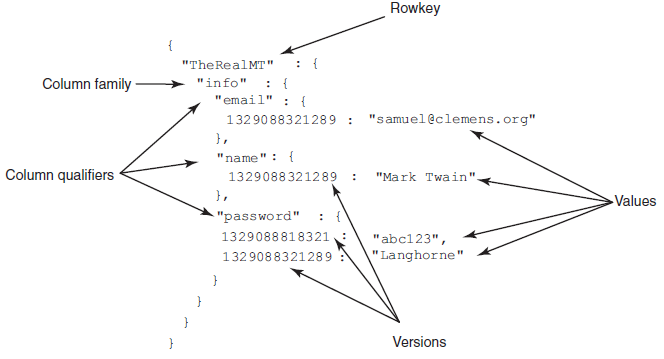 Rowkey
{
"TheRealMT" : {
Column family "info" : {
"email" : {
1329088321289 : "samuel@clemens.org"
},
"name" : {
Column qualifiers 1329088321289 : "Mark Twain"
},
Values
"password" : {
1329088818321 : "abc123",
1329088321289 : "Langhorne"
}
}
}
}
Versions